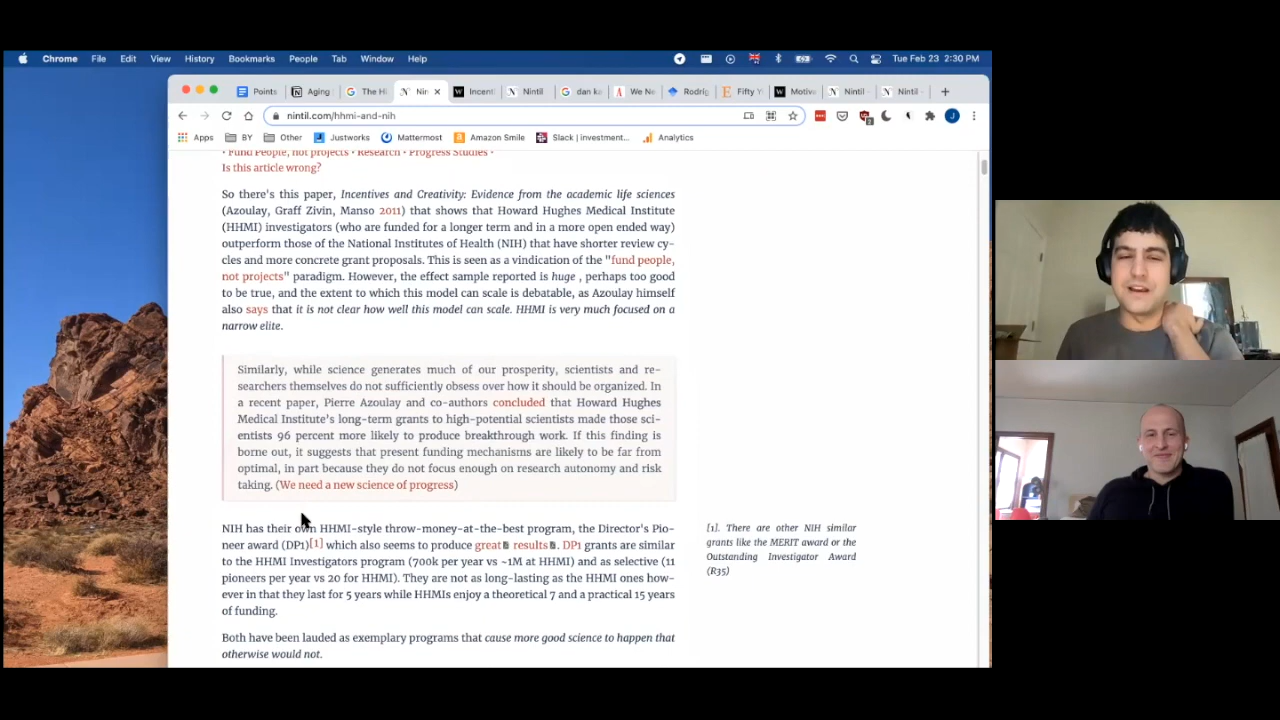 Chrome File Edit View History Bookmarks People Tab Window Help Tue Feb 23 2:30 PM
Points Aging The Hi Nin Incent Nintil dan ka We Ne Rodrig Fifty Y Motiv Nintil Nintil
nintil.com/hhmi-and-nih
Apps BY Other Justworks Mattermost Amazon Smile Slack | investment... Analytics
• Fund People, not projects • Research • Progress Studies •
Is this article wrong?
So there's this paper, Incentives and Creativity: Evidence from the academic life sciences
(Azoulay, Graff Zivin, Manso 2011) that shows that Howard Hughes Medical Institute
(HHMI) investigators (who are funded for a longer term and in a more open ended way)
outperform those of the National Institutes of Health (NIH) that have shorter review cy-
cles and more concrete grant proposals. This is seen as a vindication of the "fund people,
not projects" paradigm. However, the effect sample reported is huge , perhaps too good
to be true, and the extent to which this model can scale is debatable, as Azoulay himself
also says that it is not clear how well this model can scale. HHMI is very much focused on a
narrow elite.
Similarly, while science generates much of our prosperity, scientists and re-
searchers themselves do not sufficiently obsess over how it should be organized. In
a recent paper, Pierre Azoulay and co-authors concluded that Howard Hughes
Medical Institute's long-term grants to high-potential scientists made those sci-
entists 96 percent more likely to produce breakthrough work. If this finding is
borne out, it suggests that present funding mechanisms are likely to be far from
optimal, in part because they do not focus enough on research autonomy and risk
taking. (We need a new science of progress)
NIH has their own HHMI-style throw-money-at-the-best program, the Director's Pio-
neer award (DP1)[1] which also seems to produce great results. DP1 grants are similar
to the HHMI Investigators program (700k per year vs ~1M at HHMI) and as selective (11
pioneers per year vs 20 for HHMI). They are not as long-lasting as the HHMI ones how-
ever in that they last for 5 years while HHMIs enjoy a theoretical 7 and a practical 15 years
of funding.
Both have been lauded as exemplary programs that cause more good science to happen that
otherwise would not.
[1]. There are other NIH similar
grants like the MERIT award or the
Outstanding Investigator Award
(R35)